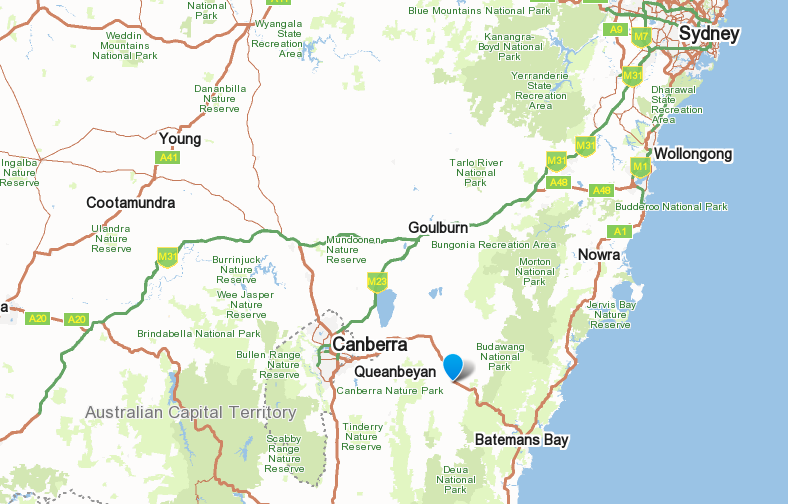 National
Park
Blue Mountains National Park
A9
M7
Sydney
Weddin
Mountains
National Park
Wyangala
State
Recreation
Area
Kanangra-
Boyd National
Park
M31
Yerranderie
State
Recreation
Area
Dharawal
State
Recreation
Area
Dananbilla
Nature
Reserve
Young
A41
M31
M31
Wollongong
M1
Ingalba
Nature
Reserve
Tarlo River
National
Park
A48
A48
Cootamundra
Budderoo National Park
Ulandra
Nature
Reserve
Goulburn
A1
Mundoonen
Nature
Reserve
Bungonia Recreation Area
M31
Nowra
Burrinjuck
Nature
Reserve
Morton
National
Park
M23
Wee Jasper
Nature
Reserve
a
A20
A20
Jervis Bay
Nature
Reserve
Brindabella National Park
Canberra
Bullen Range
Nature
Reserve
Budawang
National
Park
Queanbeyan
Canberra Nature Park
Australian Capital Territory
Tinderry
Nature
Reserve
Batemans Bay
Scabby
Range
Nature
Reserve
Deua
National
Park